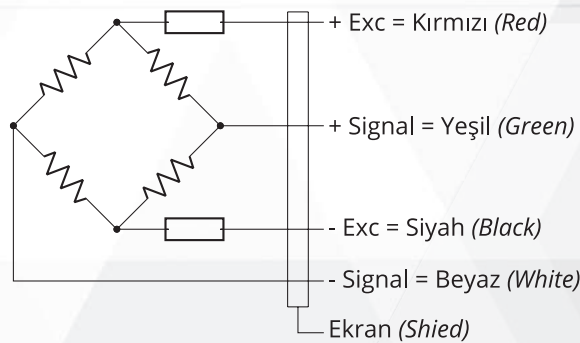 + Exc = Kırmızı (Red)
+ Signal = Yeşil (Green)
- Exc = Siyah (Black)
- Signal = Beyaz (White)
Ekran (Shied)